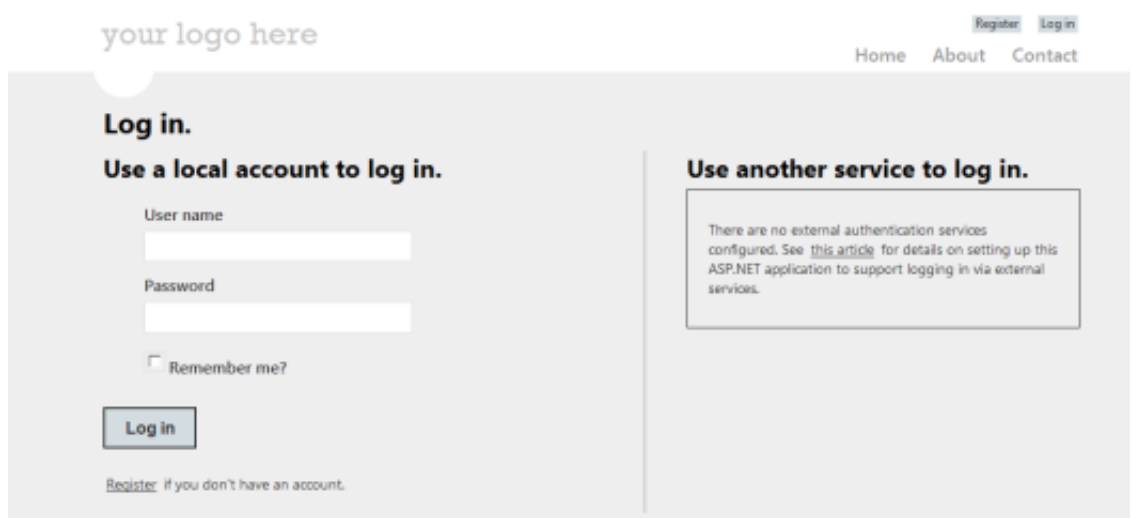 your logo here
Register Log in
Home About Contact
Log in.
Use a local account to log in.
User name
Password
Remember me?
Log in
Register if you don't have an account.
Use another service to log in.
There are no external authentication services
configured. See this article for details on setting up this
ASP.NET application to support logging in via external
services.